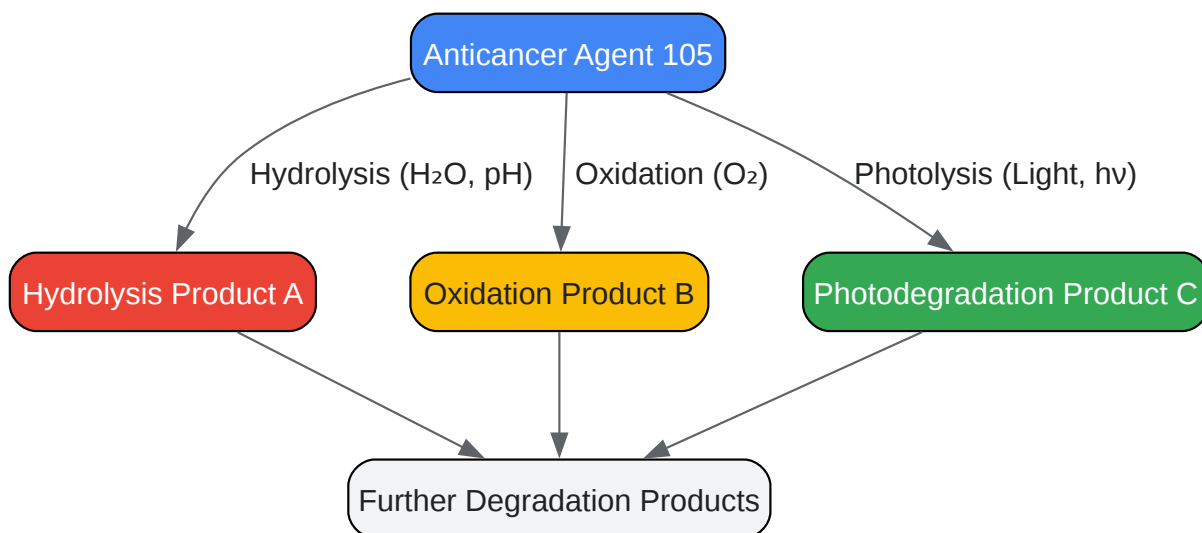 Anticancer Agent 105
Hydrolysis (H₂O, pH)
Oxidation (O₂)
Photolysis (Light, hν)
Hydrolysis Product A
Oxidation Product B
Photodegradation Product C
Further Degradation Products